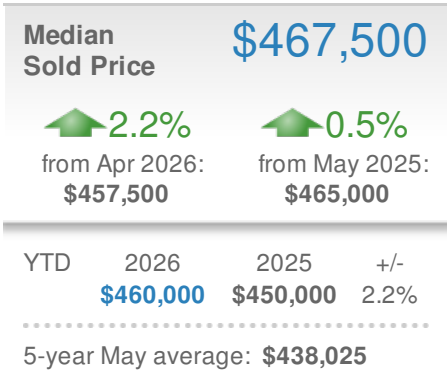 Median $467,500
Sold Price
2.2% 0.5%
from Apr 2026: from May 2025:
$457,500 $465,000
YTD 2026 2025 +/-
$460,000 $450,000 2.2%
5-year May average: $438,025